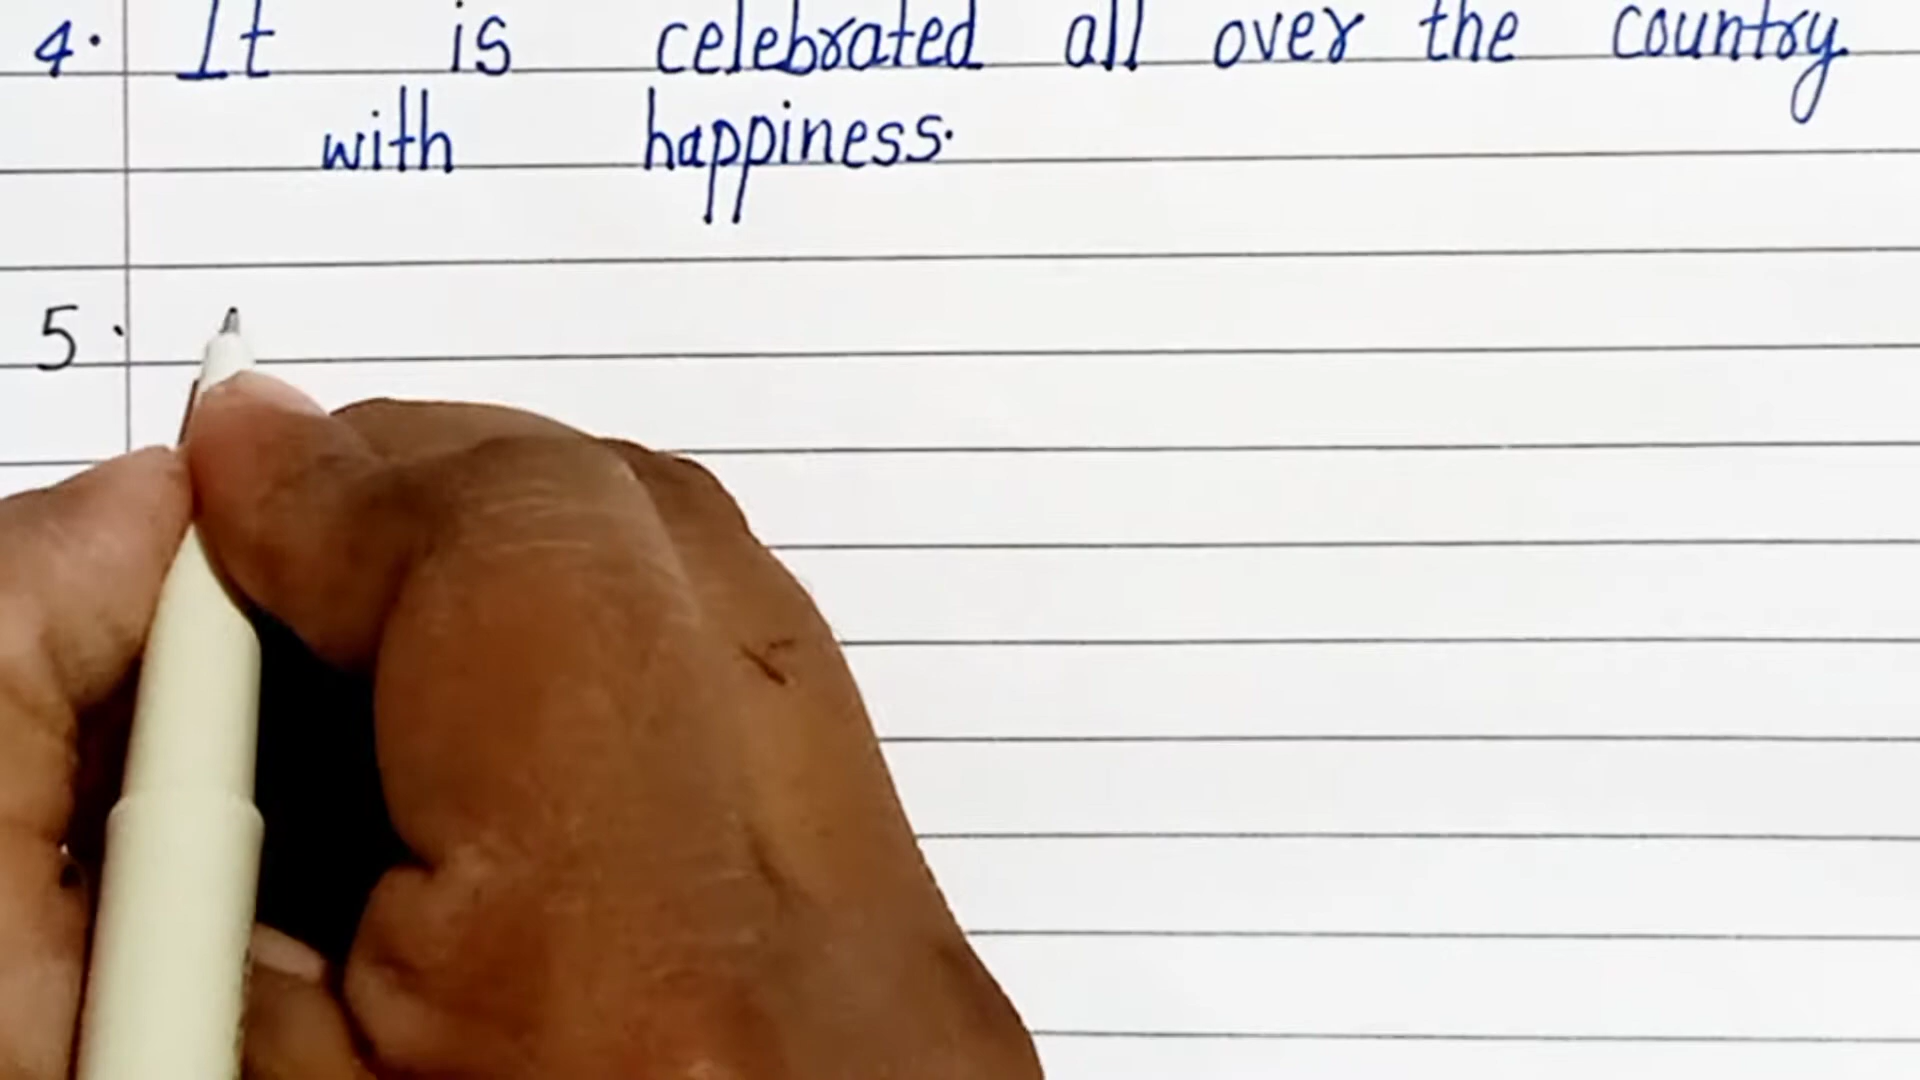 4. It is celebrated all over the country
with happiness.
5.